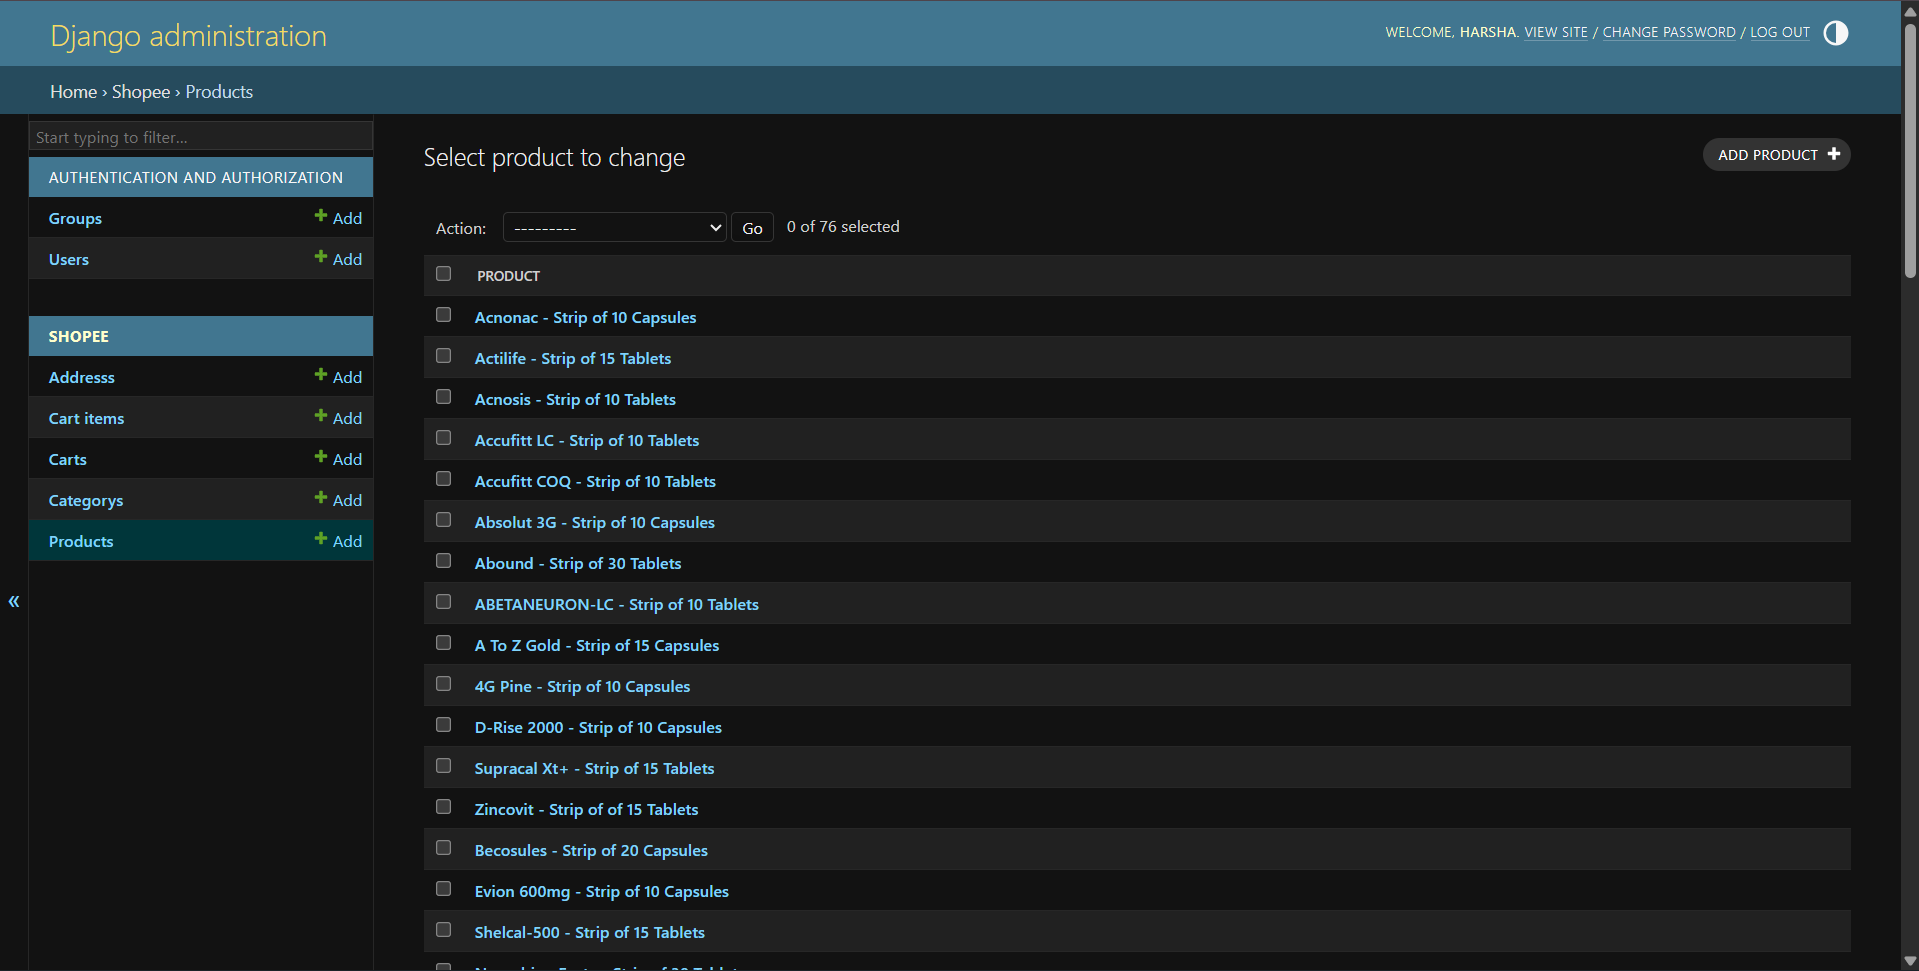 Django administration
WELCOME, HARSHA. VIEW SITE / CHANGE PASSWORD / LOG OUT
Home › Shopee › Products
Start typing to filter...
AUTHENTICATION AND AUTHORIZATION
Groups + Add
Users + Add
SHOPEE
Addresss + Add
Cart items + Add
Carts + Add
Categorys + Add
Products + Add
«
Select product to change
ADD PRODUCT +
Action: --------- Go 0 of 76 selected
PRODUCT
Acnonac - Strip of 10 Capsules
Actilife - Strip of 15 Tablets
Acnosis - Strip of 10 Tablets
Accufitt LC - Strip of 10 Tablets
Accufitt COQ - Strip of 10 Tablets
Absolut 3G - Strip of 10 Capsules
Abound - Strip of 30 Tablets
ABETANEURON-LC - Strip of 10 Tablets
A To Z Gold - Strip of 15 Capsules
4G Pine - Strip of 10 Capsules
D-Rise 2000 - Strip of 10 Capsules
Supracal Xt+ - Strip of 15 Tablets
Zincovit - Strip of of 15 Tablets
Becosules - Strip of 20 Capsules
Evion 600mg - Strip of 10 Capsules
Shelcal-500 - Strip of 15 Tablets